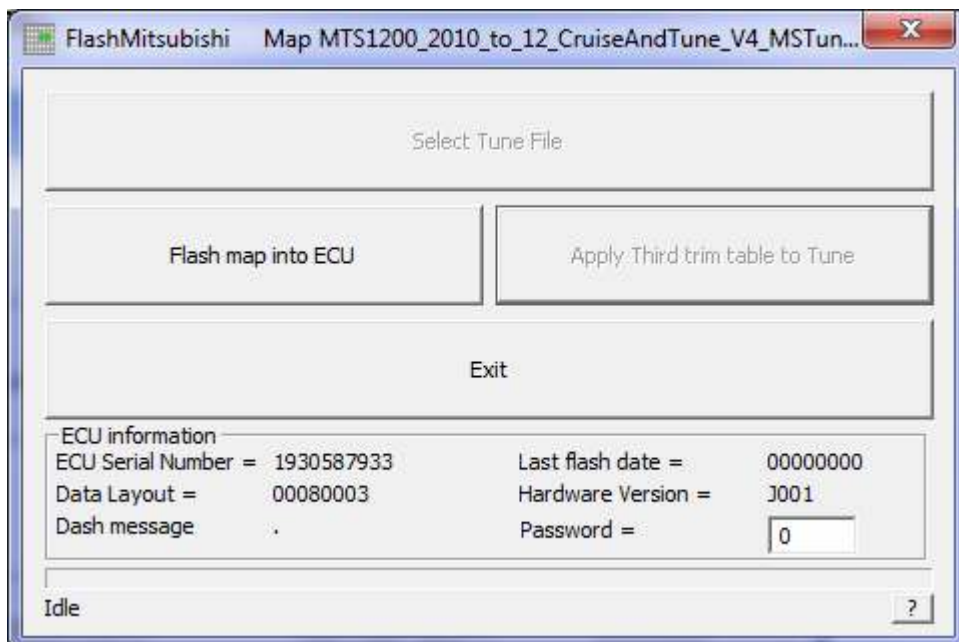 FlashMitsubishi Map MTS1200_2010_to_12_CruiseAndTune_V4_MSTun...
Select Tune File
Flash map into ECU
Apply Third trim table to Tune
Exit
ECU information
ECU Serial Number = 1930587933 Last flash date = 00000000
Data Layout = 00080003 Hardware Version = J001
Dash message . Password = 0
Idle ?